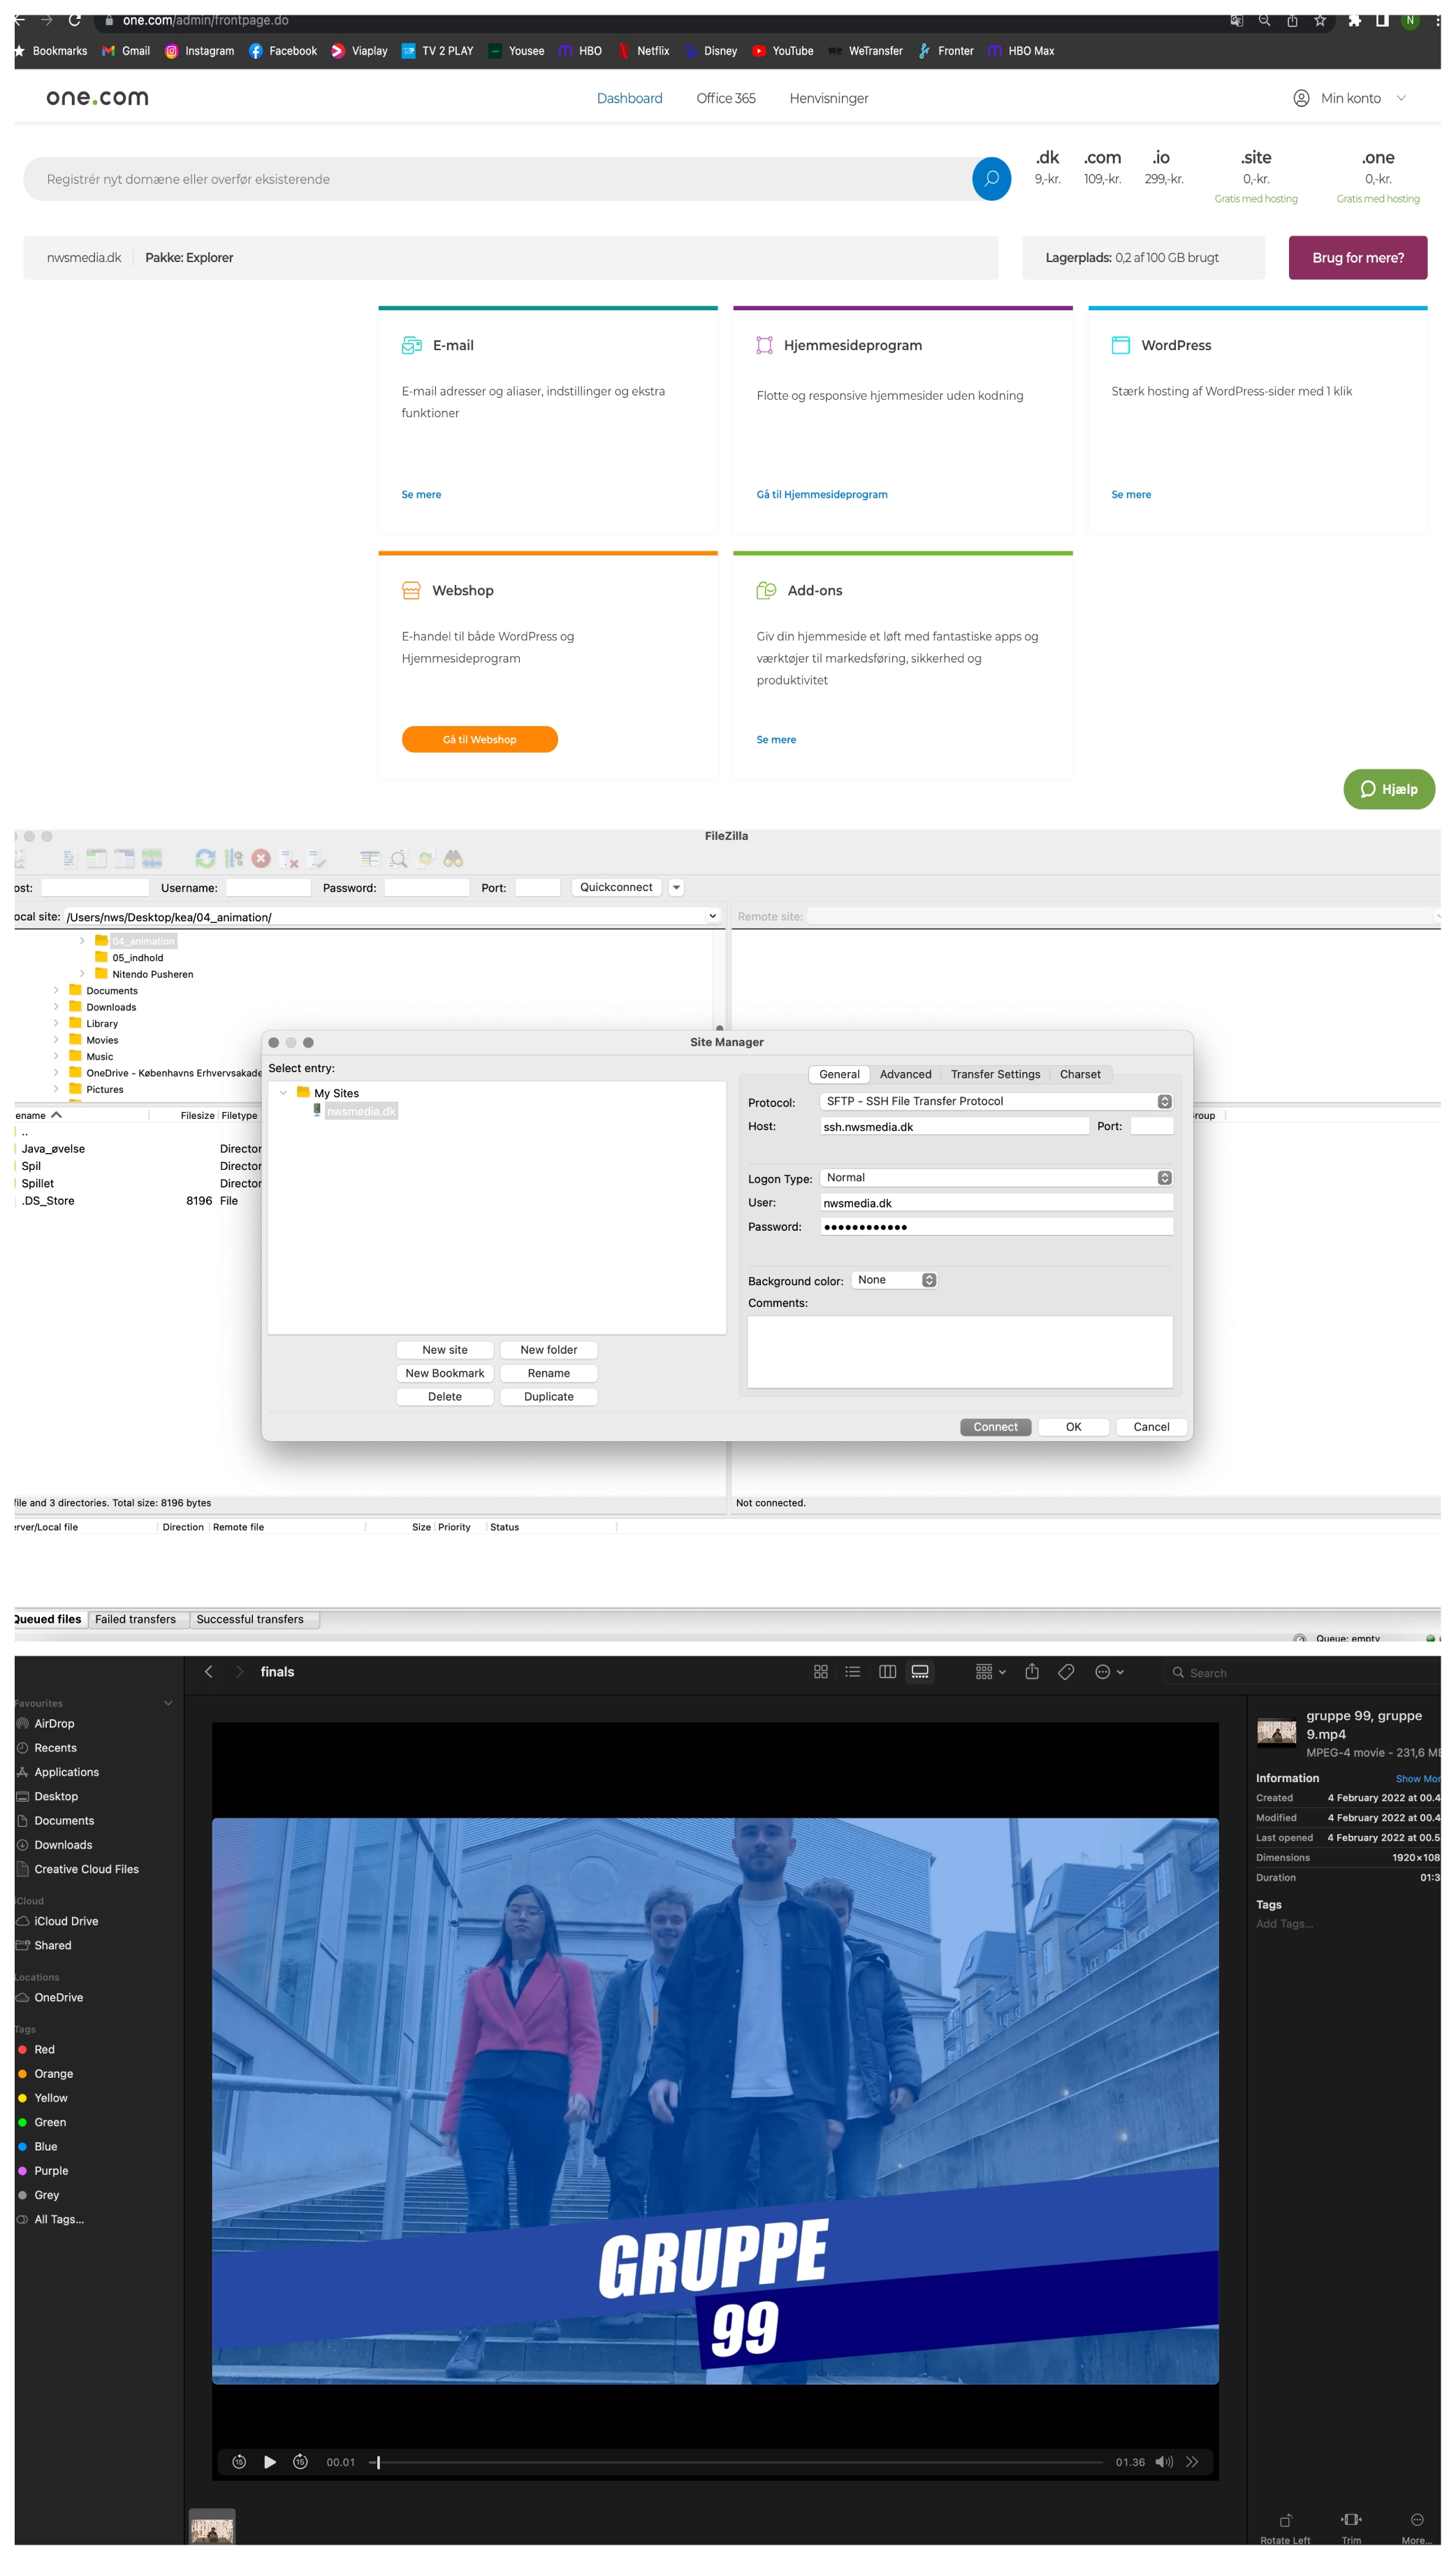 one.com/admin/frontpage.do
N
Bookmarks Gmail Instagram Facebook Viaplay TV 2 PLAY Yousee HBO Netflix Disney YouTube WeTransfer Fronter HBO Max
one.com Dashboard Office 365 Henvisninger Min konto
.dk .com .io .site .one
Registrér nyt domæne eller overfør eksisterende
9,-kr. 109,-kr. 299,-kr. 0,-kr. 0,-kr.
Gratis med hosting Gratis med hosting
nwsmedia.dk Pakke: Explorer Lagerplads: 0,2 af 100 GB brugt Brug for mere?
E-mail
E-mail adresser og aliaser, indstillinger og ekstra
funktioner
Se mere
Hjemmesideprogram
Flotte og responsive hjemmesider uden kodning
Gå til Hjemmesideprogram
WordPress
Stærk hosting af WordPress-sider med 1 klik
Se mere
Webshop
E-handel til både WordPress og
Hjemmesideprogram
Gå til Webshop
Add-ons
Giv din hjemmeside et løft med fantastiske apps og
værktøjer til markedsføring, sikkerhed og
produktivitet
Se mere
Hjælp
FileZilla
ost: Username: Password: Port: Quickconnect
ocal site: /Users/nws/Desktop/kea/04_animation/ Remote site:
04_animation
05_indhold
Nitendo Pusheren
Documents
Downloads
Library
Movies
Music
OneDrive - Københavns Erhvervsakade
Pictures
ename Filesize Filetype
..
Java_øvelse Director
Spil Director
Spillet Director
.DS_Store 8196 File
roup
Site Manager
Select entry:
My Sites
nwsmedia.dk
New site New folder
New Bookmark Rename
Delete Duplicate
General Advanced Transfer Settings Charset
Protocol: SFTP - SSH File Transfer Protocol
Host: ssh.nwsmedia.dk Port:
Logon Type: Normal
User: nwsmedia.dk
Password: ●●●●●●●●●●●●
Background color: None
Comments:
Connect OK Cancel
file and 3 directories. Total size: 8196 bytes Not connected.
erver/Local file Direction Remote file Size Priority Status
Queued files Failed transfers Successful transfers
Queue: empty
finals Search
Favourites
AirDrop
Recents
Applications
Desktop
Documents
Downloads
Creative Cloud Files
iCloud
iCloud Drive
Shared
Locations
OneDrive
Tags
Red
Orange
Yellow
Green
Blue
Purple
Grey
All Tags...
GRUPPE
99
15 15 00.01 01.36
gruppe 99, gruppe
9.mp4
MPEG-4 movie - 231,6 MB
Information Show Mor
Created 4 February 2022 at 00.4
Modified 4 February 2022 at 00.4
Last opened 4 February 2022 at 00.5
Dimensions 1920×108
Duration 01:3
Tags
Add Tags...
Rotate Left Trim More...